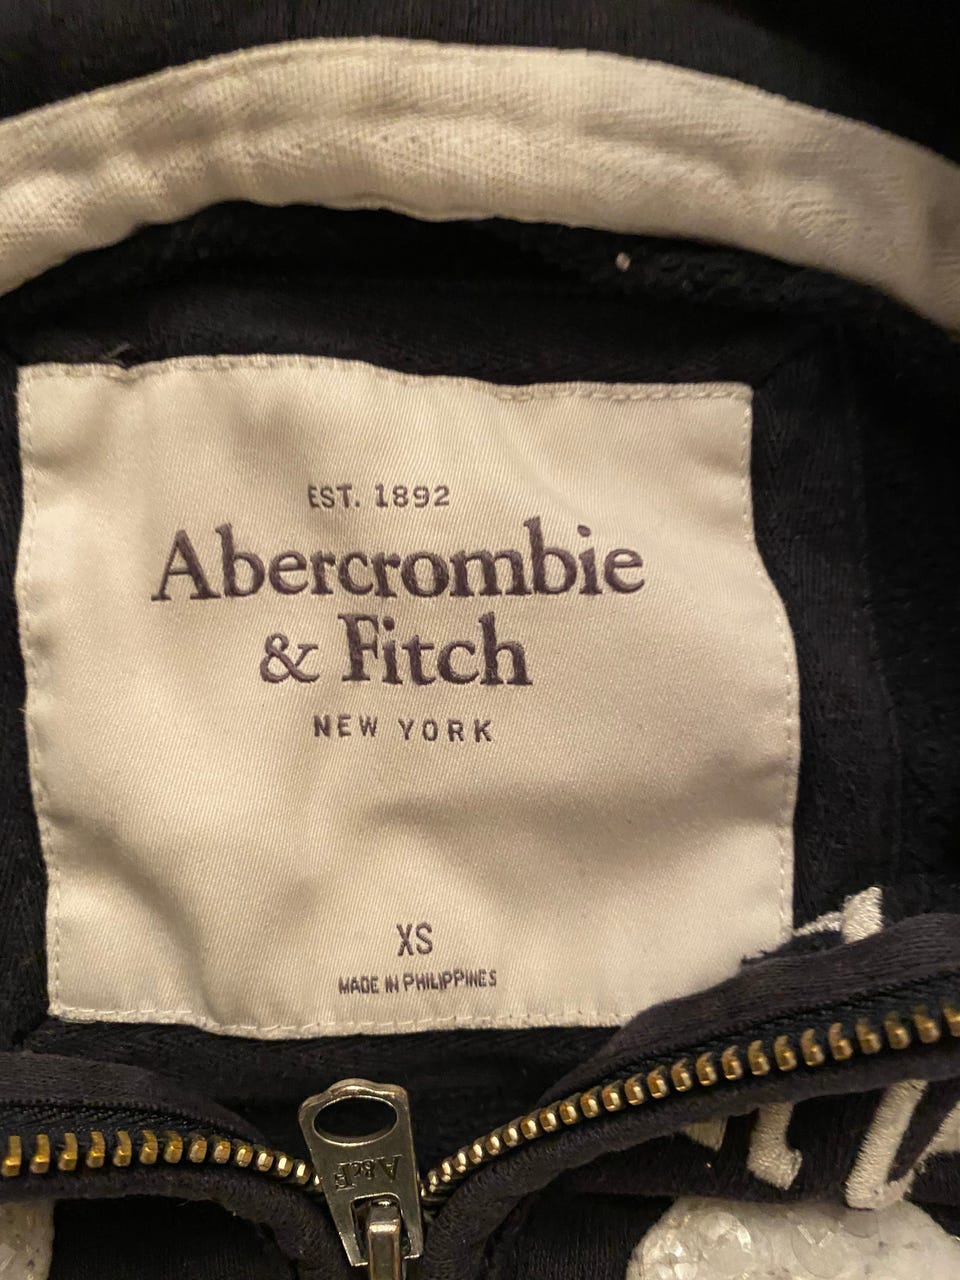 EST. 1892
Abercrombie
& Fitch
NEW YORK
XS
MADE IN PHILIPPINES
A&F